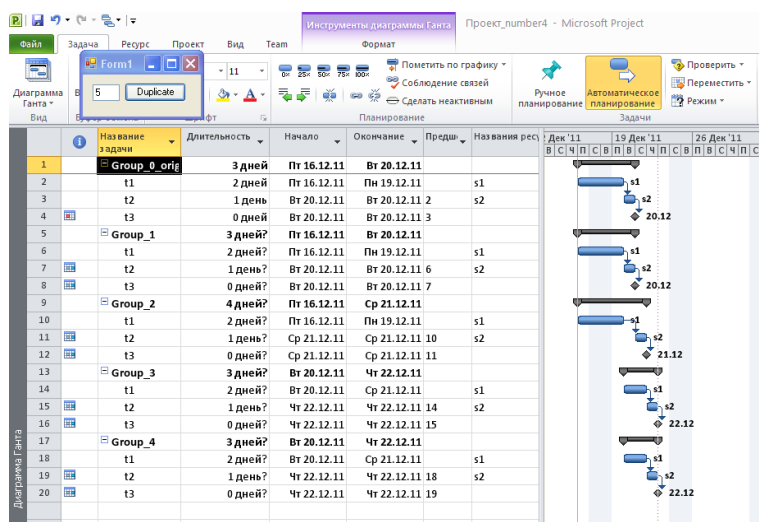 Инструменты диаграммы Ганта
Проект_number4 - Microsoft Project
Файл Задача Ресурс Проект Вид Team Формат
Form1
5 Duplicate
Диаграмма Ганта
Вид
11
0% 25% 50% 75% 100%
Пометить по графику
Соблюдение связей
Сделать неактивным
Планирование
Ручное планирование
Автоматическое планирование
Проверить
Переместить
Режим
Задачи
Название задачи Длительность Начало Окончание Названия
Дек '11 19 Дек '11 26 Дек '11
В С Ч П С В П В С Ч П С В П В С Ч П С
1 Group_0_orig 3 дней Пт 16.12.11 Вт 20.12.11
2 t1 2 дней Пт 16.12.11 Пн 19.12.11 s1 s1
3 t2 1 день Вт 20.12.11 Вт 20.12.11 2 s2 s2
4 t3 0 дней Вт 20.12.11 Вт 20.12.11 3 20.12
5 Group_1 3 дней? Пт 16.12.11 Вт 20.12.11
6 t1 2 дней? Пт 16.12.11 Пн 19.12.11 s1 s1
7 t2 1 день? Вт 20.12.11 Вт 20.12.11 6 s2 s2
8 t3 0 дней? Вт 20.12.11 Вт 20.12.11 7 20.12
9 Group_2 4 дней? Пт 16.12.11 Ср 21.12.11
10 t1 2 дней? Пт 16.12.11 Пн 19.12.11 s1 s1
11 t2 1 день? Ср 21.12.11 Ср 21.12.11 10 s2 s2
12 t3 0 дней? Ср 21.12.11 Ср 21.12.11 11 21.12
13 Group_3 3 дней? Вт 20.12.11 Чт 22.12.11
14 t1 2 дней? Вт 20.12.11 Ср 21.12.11 s1 s1
15 t2 1 день? Чт 22.12.11 Чт 22.12.11 14 s2 s2
16 t3 0 дней? Чт 22.12.11 Чт 22.12.11 15 22.12
17 Group_4 3 дней? Вт 20.12.11 Чт 22.12.11
18 t1 2 дней? Вт 20.12.11 Ср 21.12.11 s1 s1
19 t2 1 день? Чт 22.12.11 Чт 22.12.11 18 s2 s2
20 t3 0 дней? Чт 22.12.11 Чт 22.12.11 19 22.12
Диаграмма Ганта